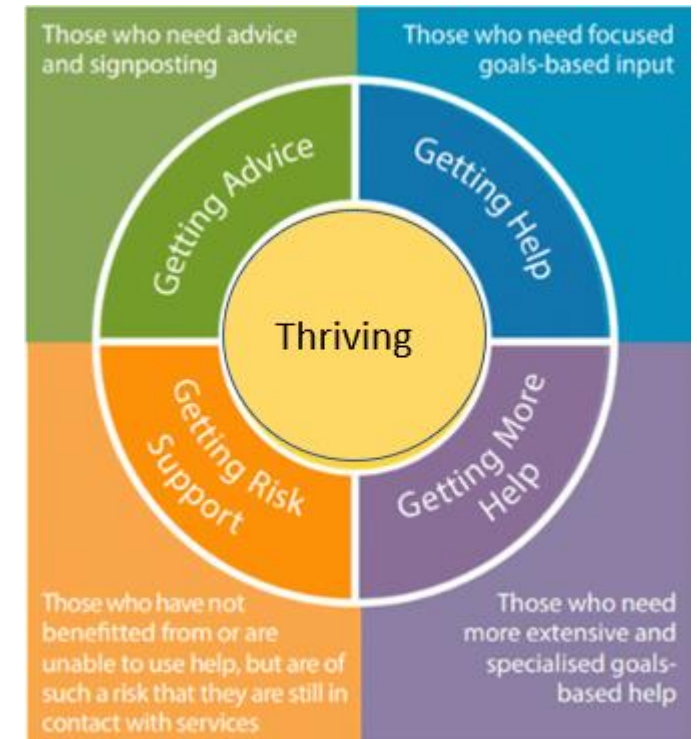 Those who need advice
and signposting
Those who need focused
goals-based input
Getting Advice
Getting Help
Thriving
Getting Risk
Support
Getting More
Help
Those who have not
benefitted from or are
unable to use help, but are of
such a risk that they are still in
contact with services
Those who need
more extensive and
specialised goals-
based help